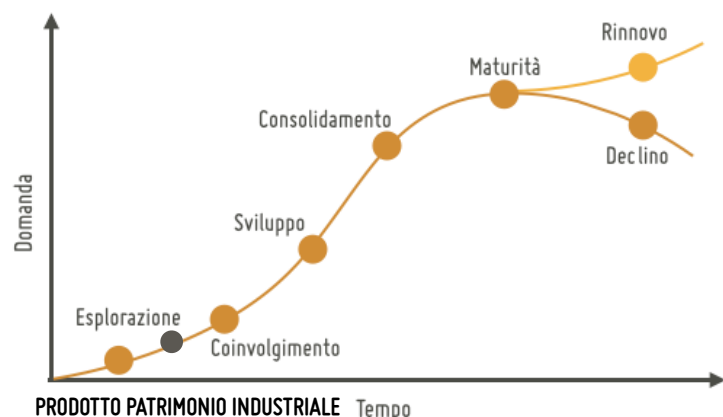 Rinnovo
Maturità
Consolidamento
Declino
Domanda
Sviluppo
Esplorazione
Coinvolgimento
PRODOTTO PATRIMONIO INDUSTRIALE Tempo